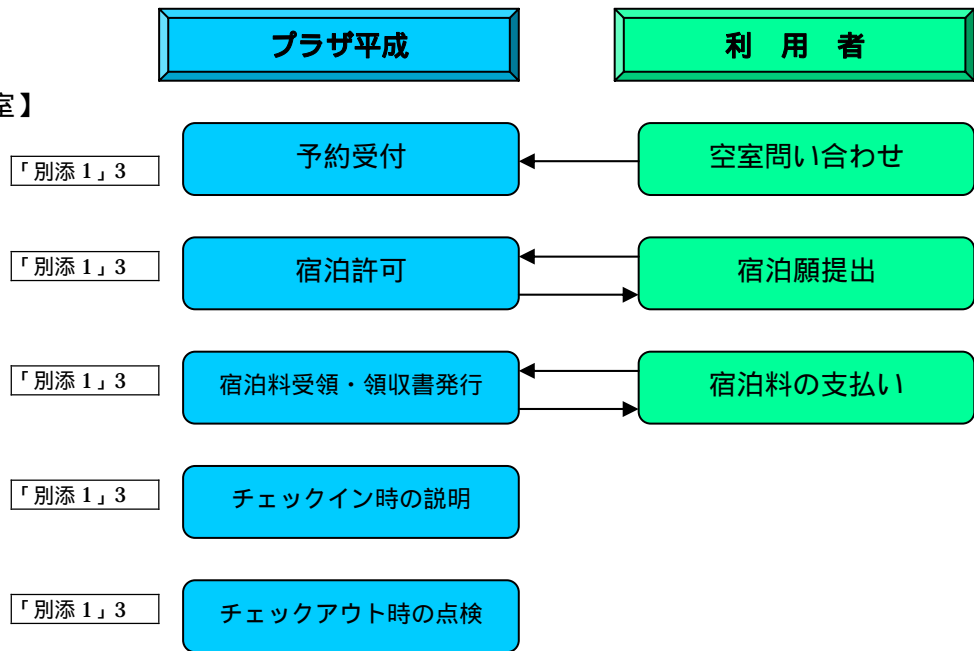 プラザ平成
利 用 者
室】
「別添1」3
予約受付
空室問い合わせ
「別添1」3
宿泊許可
宿泊願提出
「別添1」3
宿泊料受領・領収書発行
宿泊料の支払い
「別添1」3
チェックイン時の説明
「別添1」3
チェックアウト時の点検